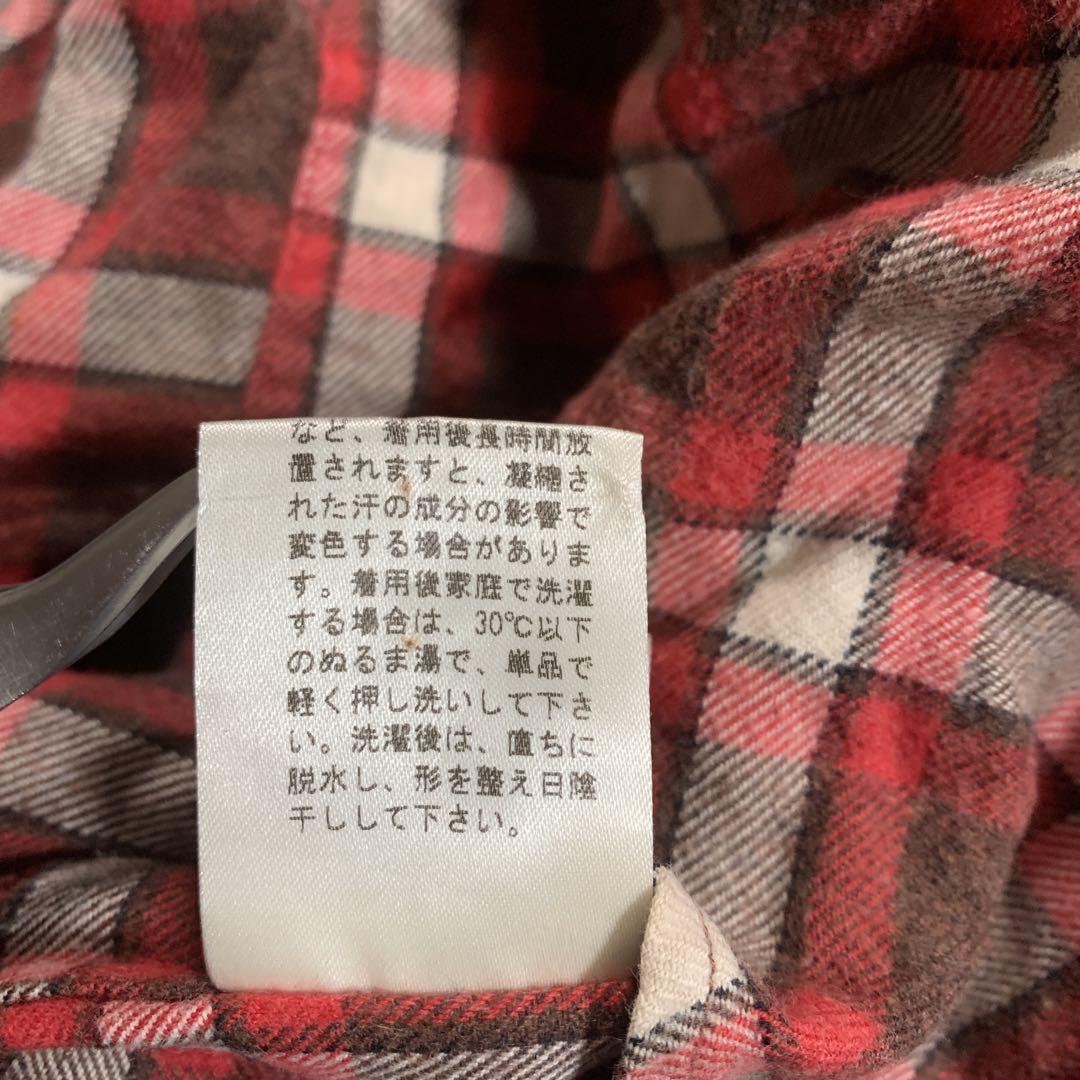 など、着用後長時間放
置されますと、凝縮さ
れた汗の成分の影響で
変色する場合がありま
す。着用後家庭で洗濯
する場合は、30℃以下
のぬるま湯で、単品で
軽く押し洗いして下さ
い。洗濯後は、直ちに
脱水し、形を整え日陰
干しして下さい。